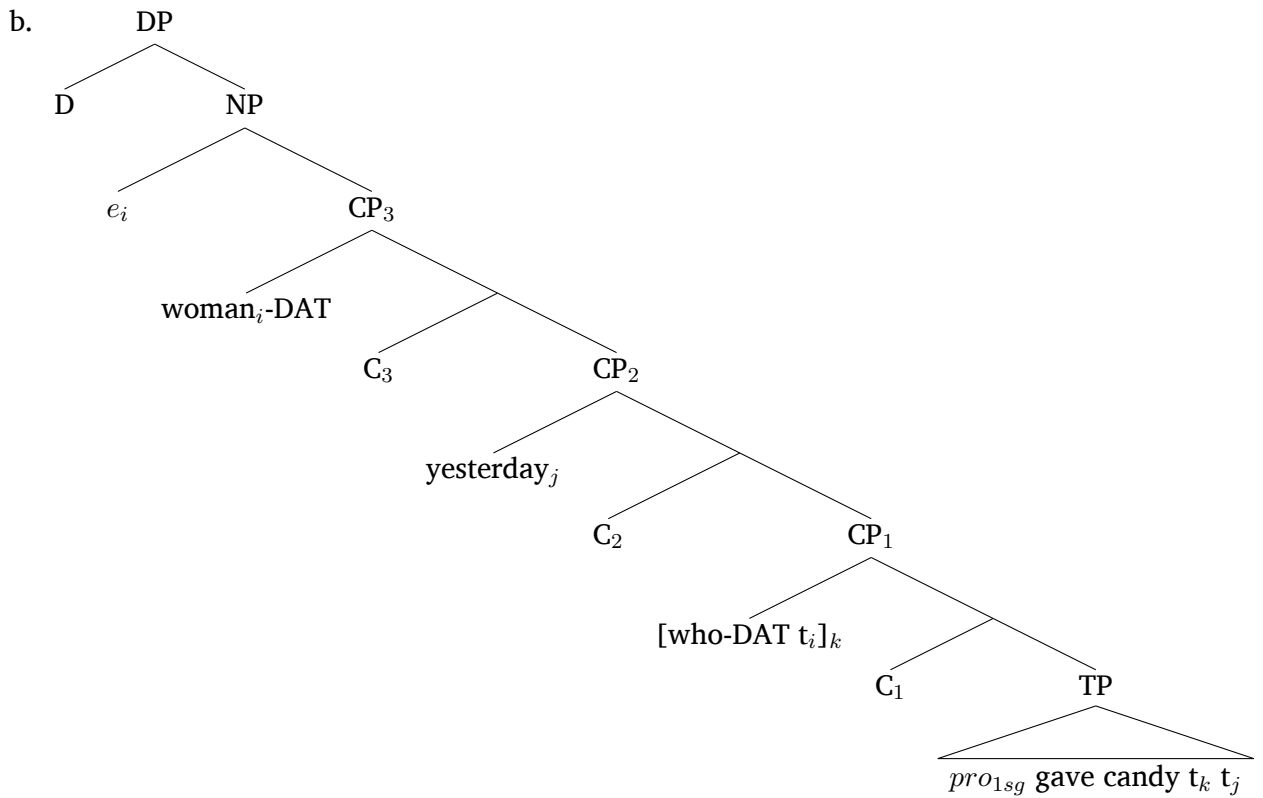 b. DP
D NP
e_i CP_3
woman_i-DAT
C_3 CP_2
yesterday_j
C_2 CP_1
[who-DAT t_i]_k
C_1 TP
pro_1sg gave candy t_k t_j